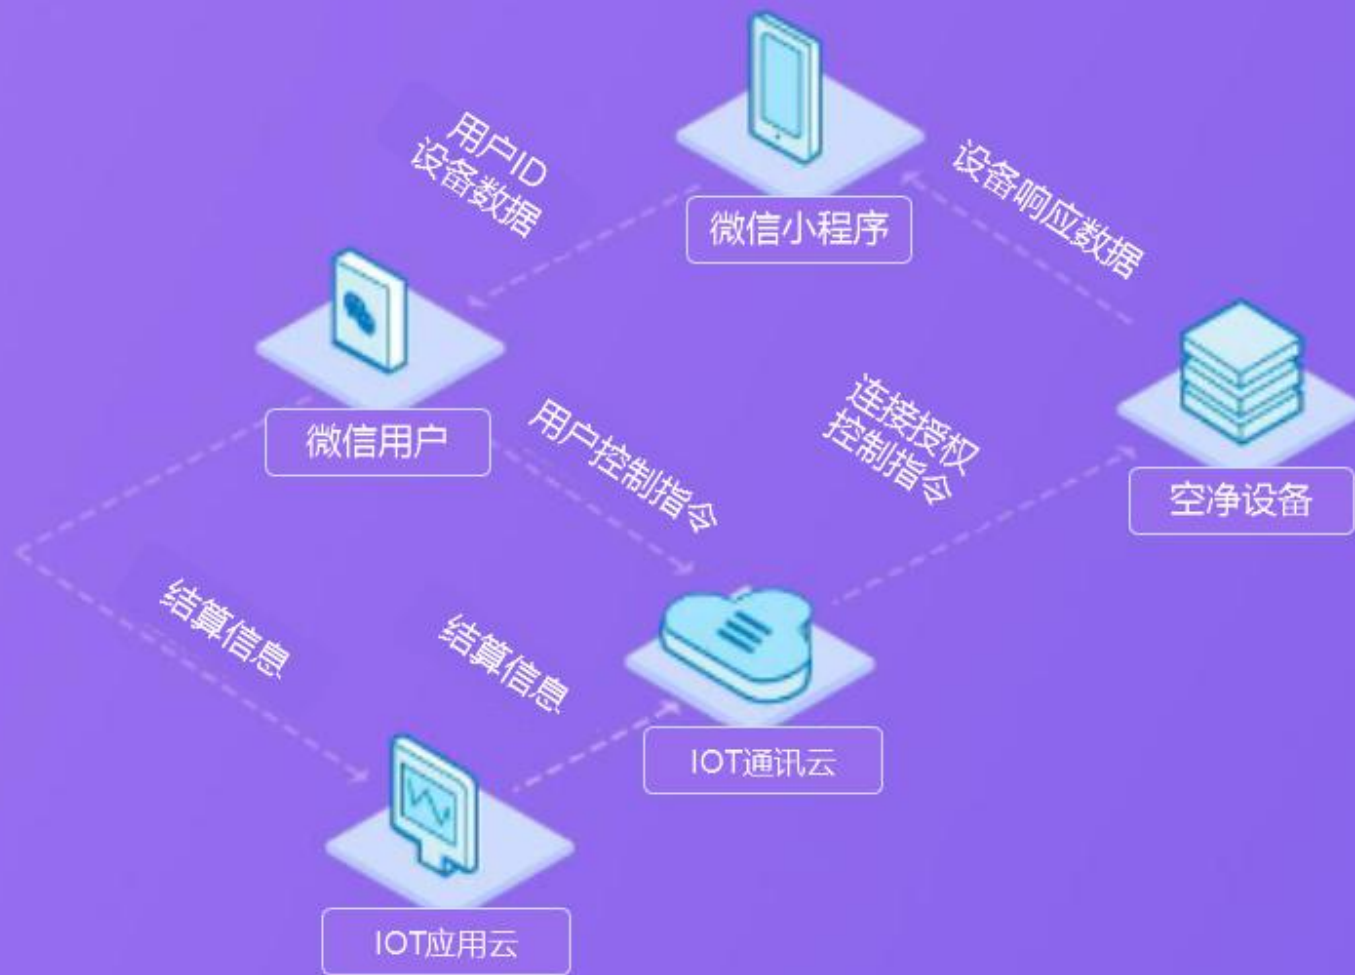 用户ID
设备数据
设备响应数据
微信小程序
微信用户
用户控制指令
连接授权
控制指令
空净设备
结算信息
结算信息
IOT通讯云
IOT应用云